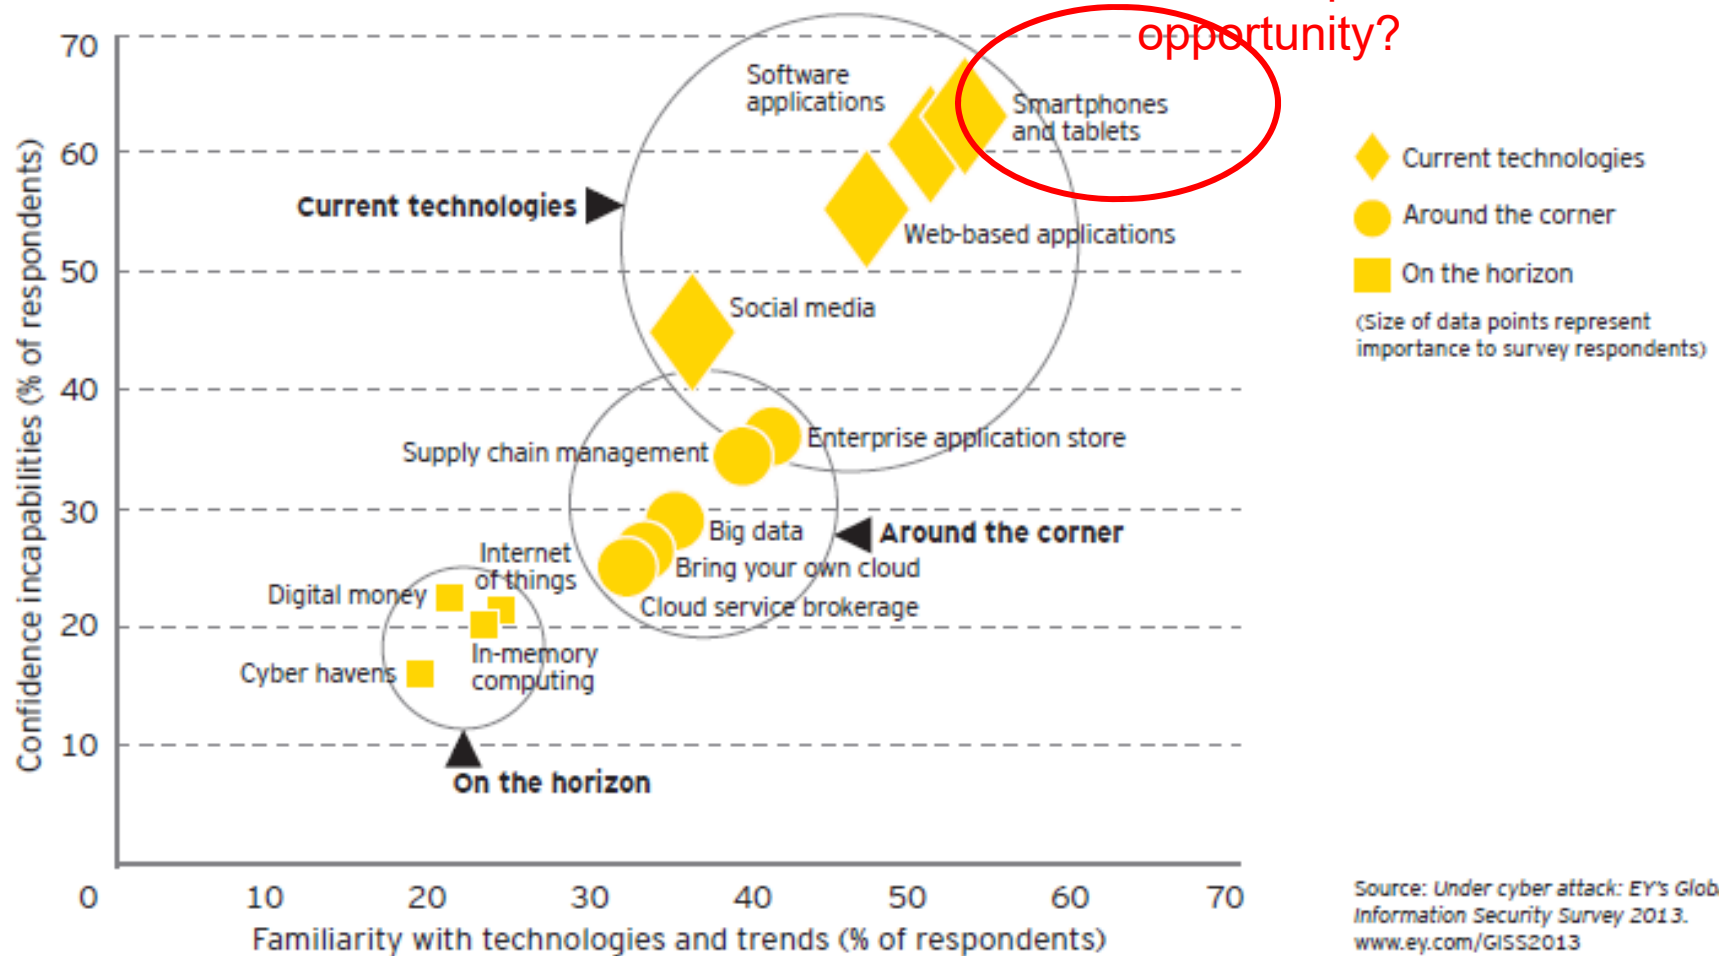 opportunity?
70
60
50
40
30
20
10
0
10
20
30
40
50
60
70
Confidence incapabilities (% of respondents)
Familiarity with technologies and trends (% of respondents)
Software
applications
Smartphones
and tablets
Current technologies
Web-based applications
Social media
Supply chain management
Enterprise application store
Big data
Around the corner
Bring your own cloud
Cloud service brokerage
Internet
of things
Digital money
In-memory
computing
Cyber havens
On the horizon
Current technologies
Around the corner
On the horizon
(Size of data points represent
importance to survey respondents)
Source: Under cyber attack: EY's Glob
Information Security Survey 2013.
www.ey.com/GISS2013